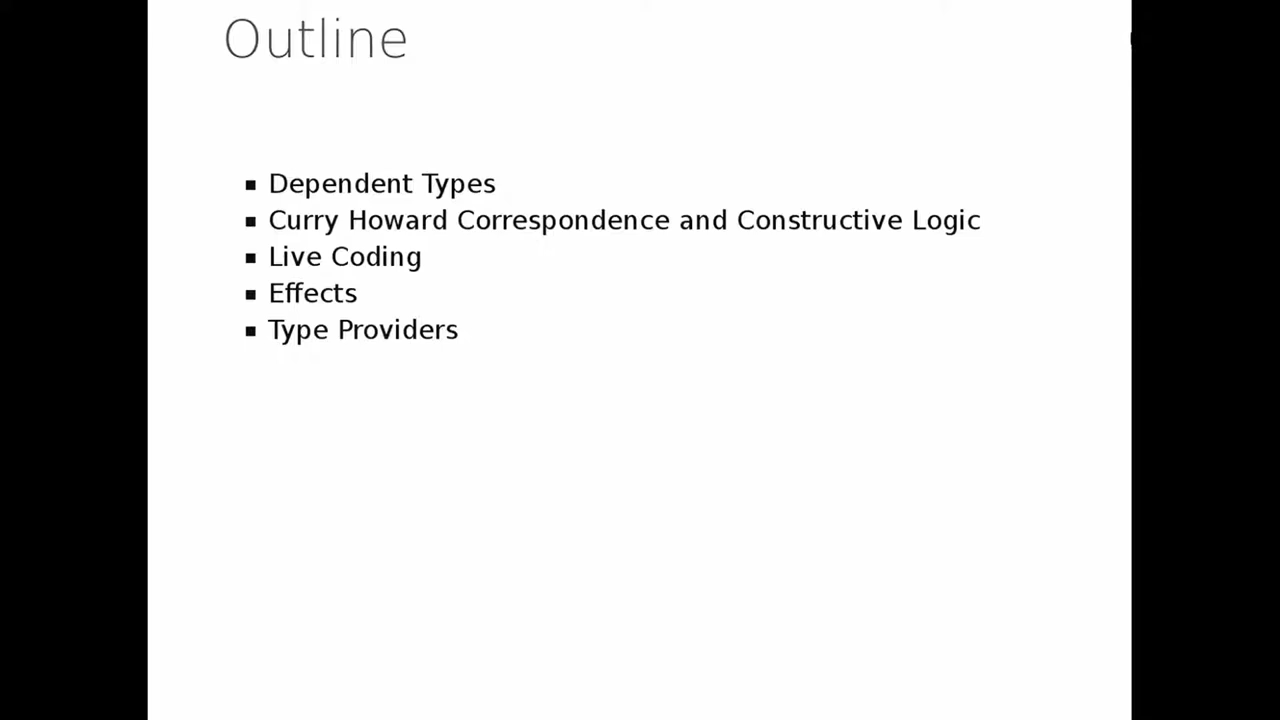 Outline
▪ Dependent Types
▪ Curry Howard Correspondence and Constructive Logic
▪ Live Coding
▪ Effects
▪ Type Providers